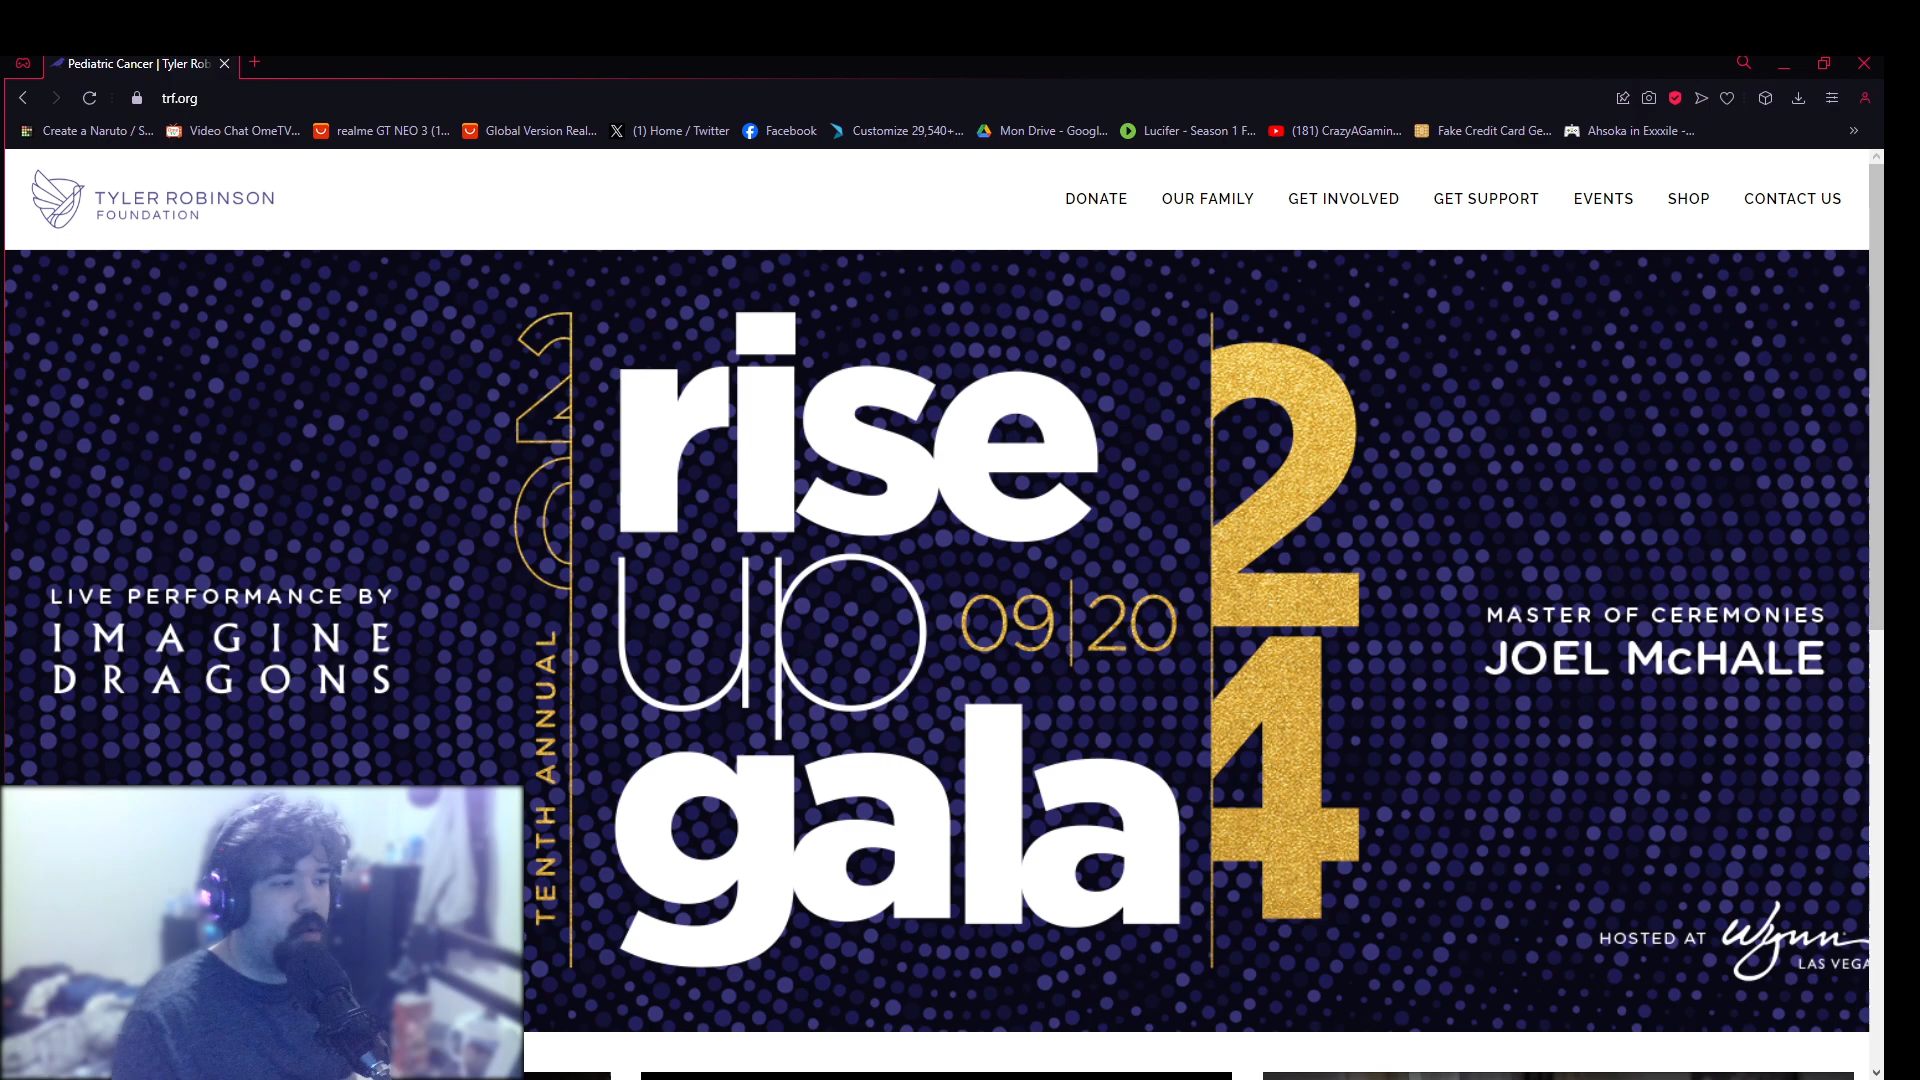 Pediatric Cancer | Tyler Rob
trf.org
Create a Naruto / S...
Video Chat OmeTV...
realme GT NEO 3 (1...
Global Version Real...
(1) Home / Twitter
Facebook
Customize 29,540+...
Mon Drive - Googl...
Lucifer - Season 1 F...
(181) CrazyAGamin...
Fake Credit Card Ge...
Ahsoka in Exxxile -...
TYLER ROBINSON
FOUNDATION
DONATE
OUR FAMILY
GET INVOLVED
GET SUPPORT
EVENTS
SHOP
CONTACT US
LIVE PERFORMANCE BY
IMAGINE
DRAGONS
TENTH ANNUAL
20
24
rise
up
09|20
gala
MASTER OF CEREMONIES
JOEL McHALE
HOSTED AT Wynn
LAS VEGA